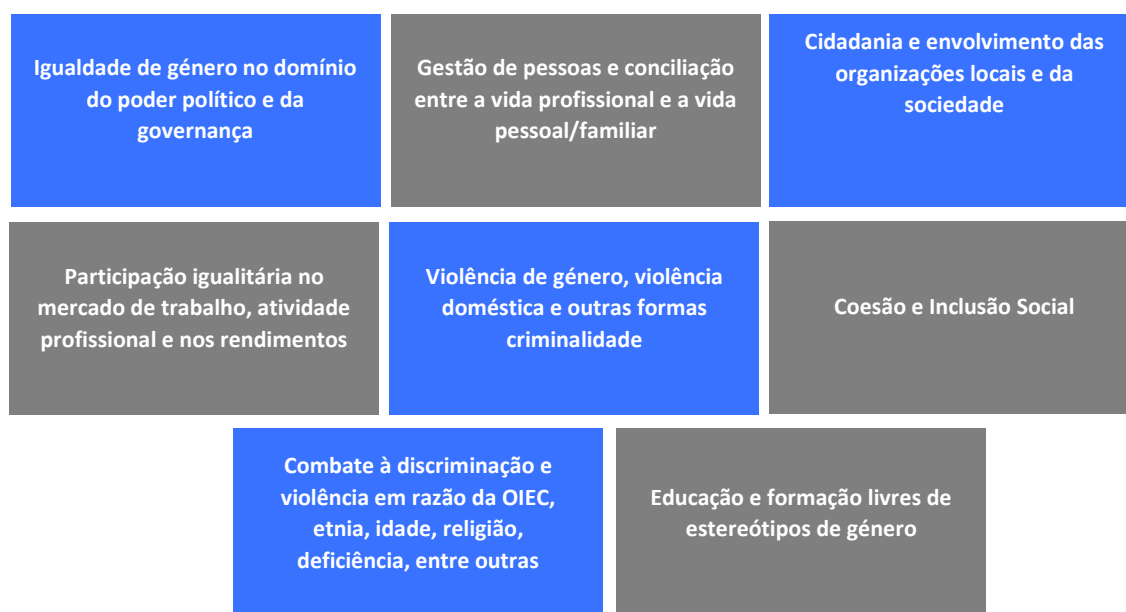 Igualdade de género no domínio
do poder político e da
governança
Gestão de pessoas e conciliação
entre a vida profissional e a vida
pessoal/familiar
Cidadania e envolvimento das
organizações locais e da
sociedade
Participação igualitária no
mercado de trabalho, atividade
profissional e nos rendimentos
Violência de género, violência
doméstica e outras formas
criminalidade
Coesão e Inclusão Social
Combate à discriminação e
violência em razão da OIEC,
etnia, idade, religião,
deficiência, entre outras
Educação e formação livres de
estereótipos de género